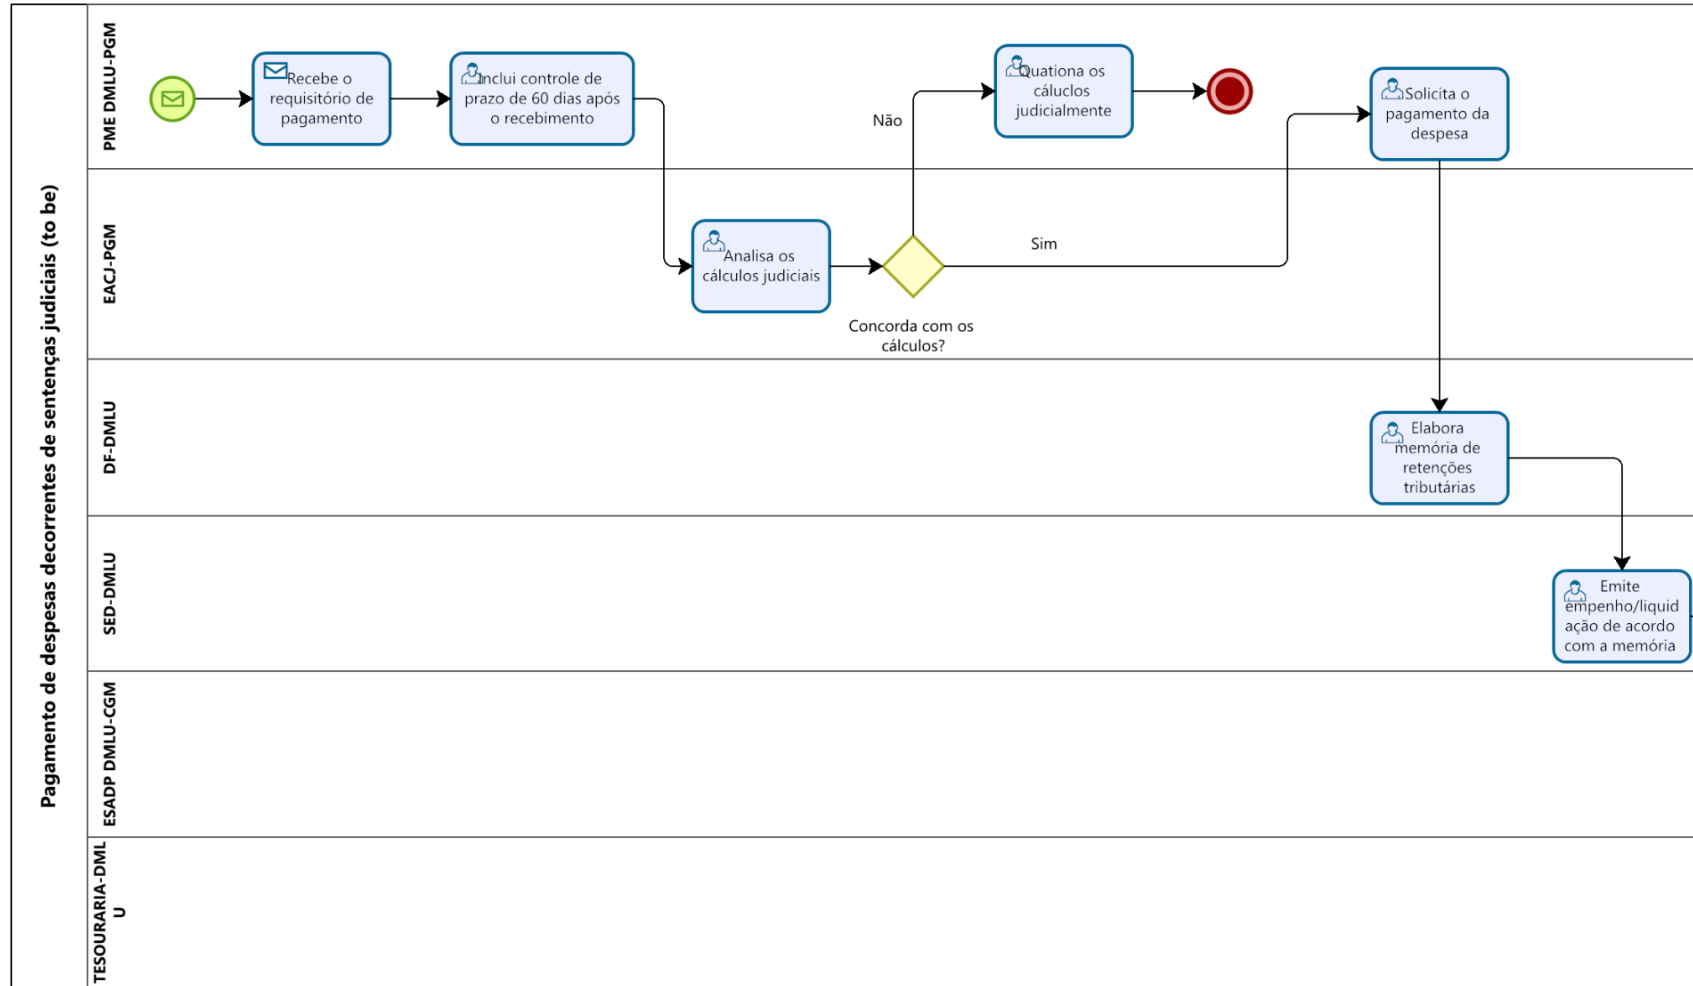 Pagamento de despesas decorrentes de sentenças judiciais (to be)
PME DMLU-PGM
Recebe o
requisitório de
pagamento
Inclui controle de
prazo de 60 dias após
o recebimento
Não
Quationa os
cáluclos
judicialmente
Solicita o
pagamento da
despesa
EACJ-PGM
Analisa os
cálculos judiciais
Concorda com os
cálculos?
Sim
DF-DMLU
Elabora
memória de
retenções
tributárias
SED-DMLU
Emite
empenho/liquid
ação de acordo
com a memória
ESADP DMLU-CGM
TESOURARIA-DML
U